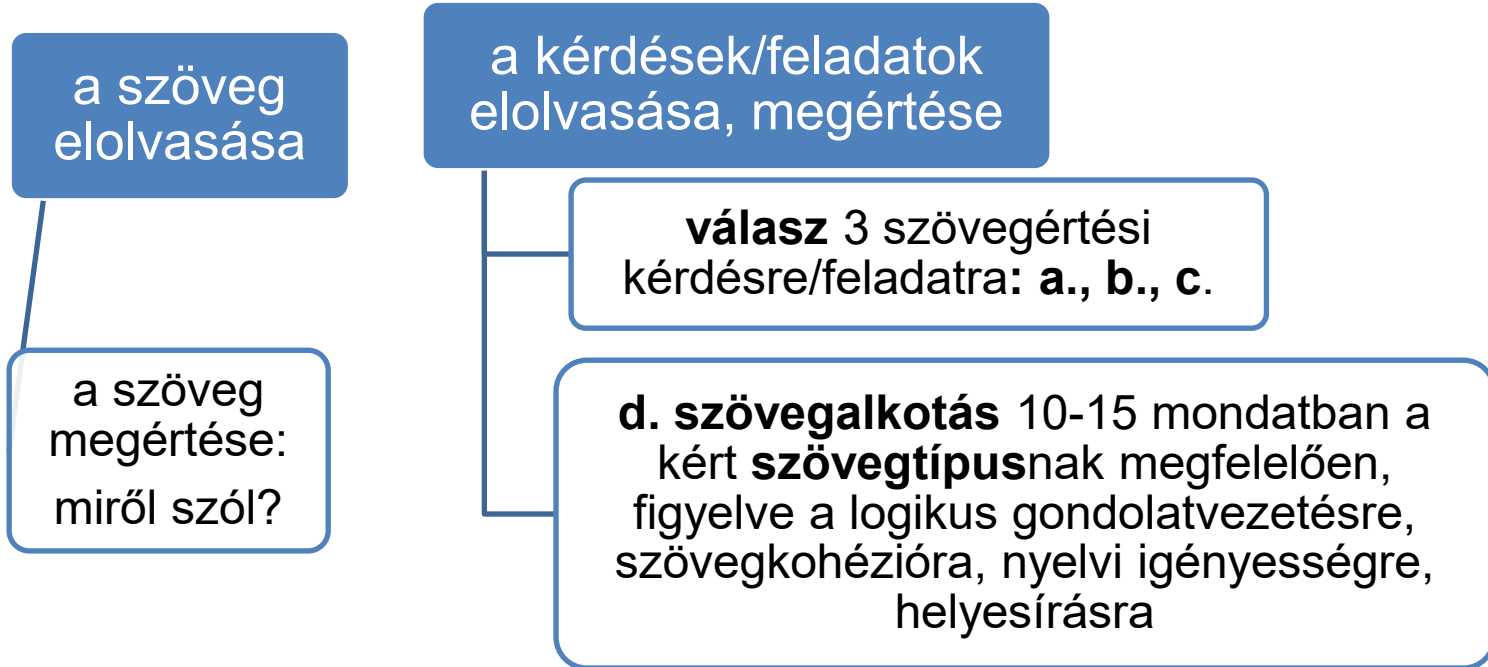 a szöveg
elolvasása
a szöveg
megértése:
miről szól?
a kérdések/feladatok
elolvasása, megértése
válasz 3 szövegértési
kérdésre/feladatra: a., b., c.
d. szövegalkotás 10-15 mondatban a
kért szövegtípusnak megfelelően,
figyelve a logikus gondolatvezetésre,
szövegkohézióra, nyelvi igényességre,
helyesírásra